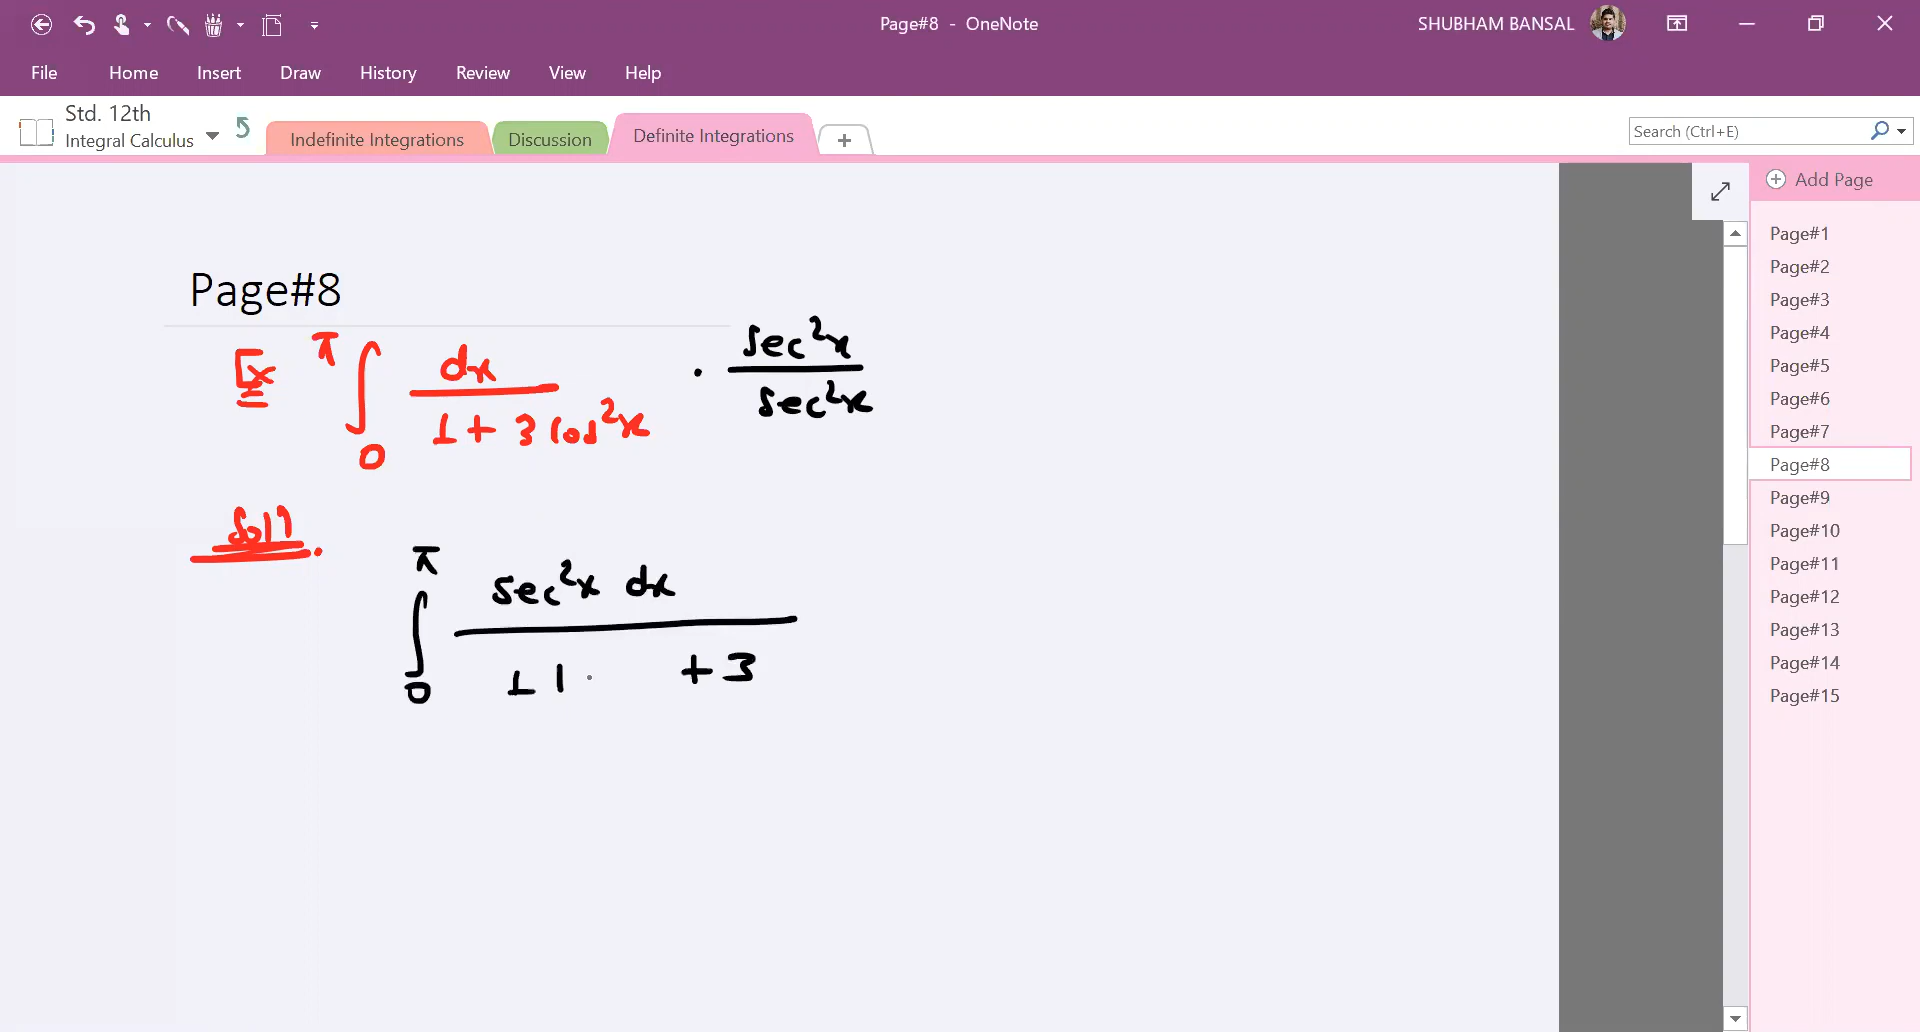 Page#8 - OneNote
SHUBHAM BANSAL
File Home Insert Draw History Review View Help
Std. 12th
Integral Calculus
Indefinite Integrations
Discussion
Definite Integrations
+
Search (Ctrl+E)
Add Page
Page#1
Page#2
Page#3
Page#4
Page#5
Page#6
Page#7
Page#8
Page#9
Page#10
Page#11
Page#12
Page#13
Page#14
Page#15
Page#8
Ex ∫₀^π dx / (1 + 3 cos²x) · sec²x / sec²x
Solⁿ.
∫₀^π sec²x dx
1 + 3